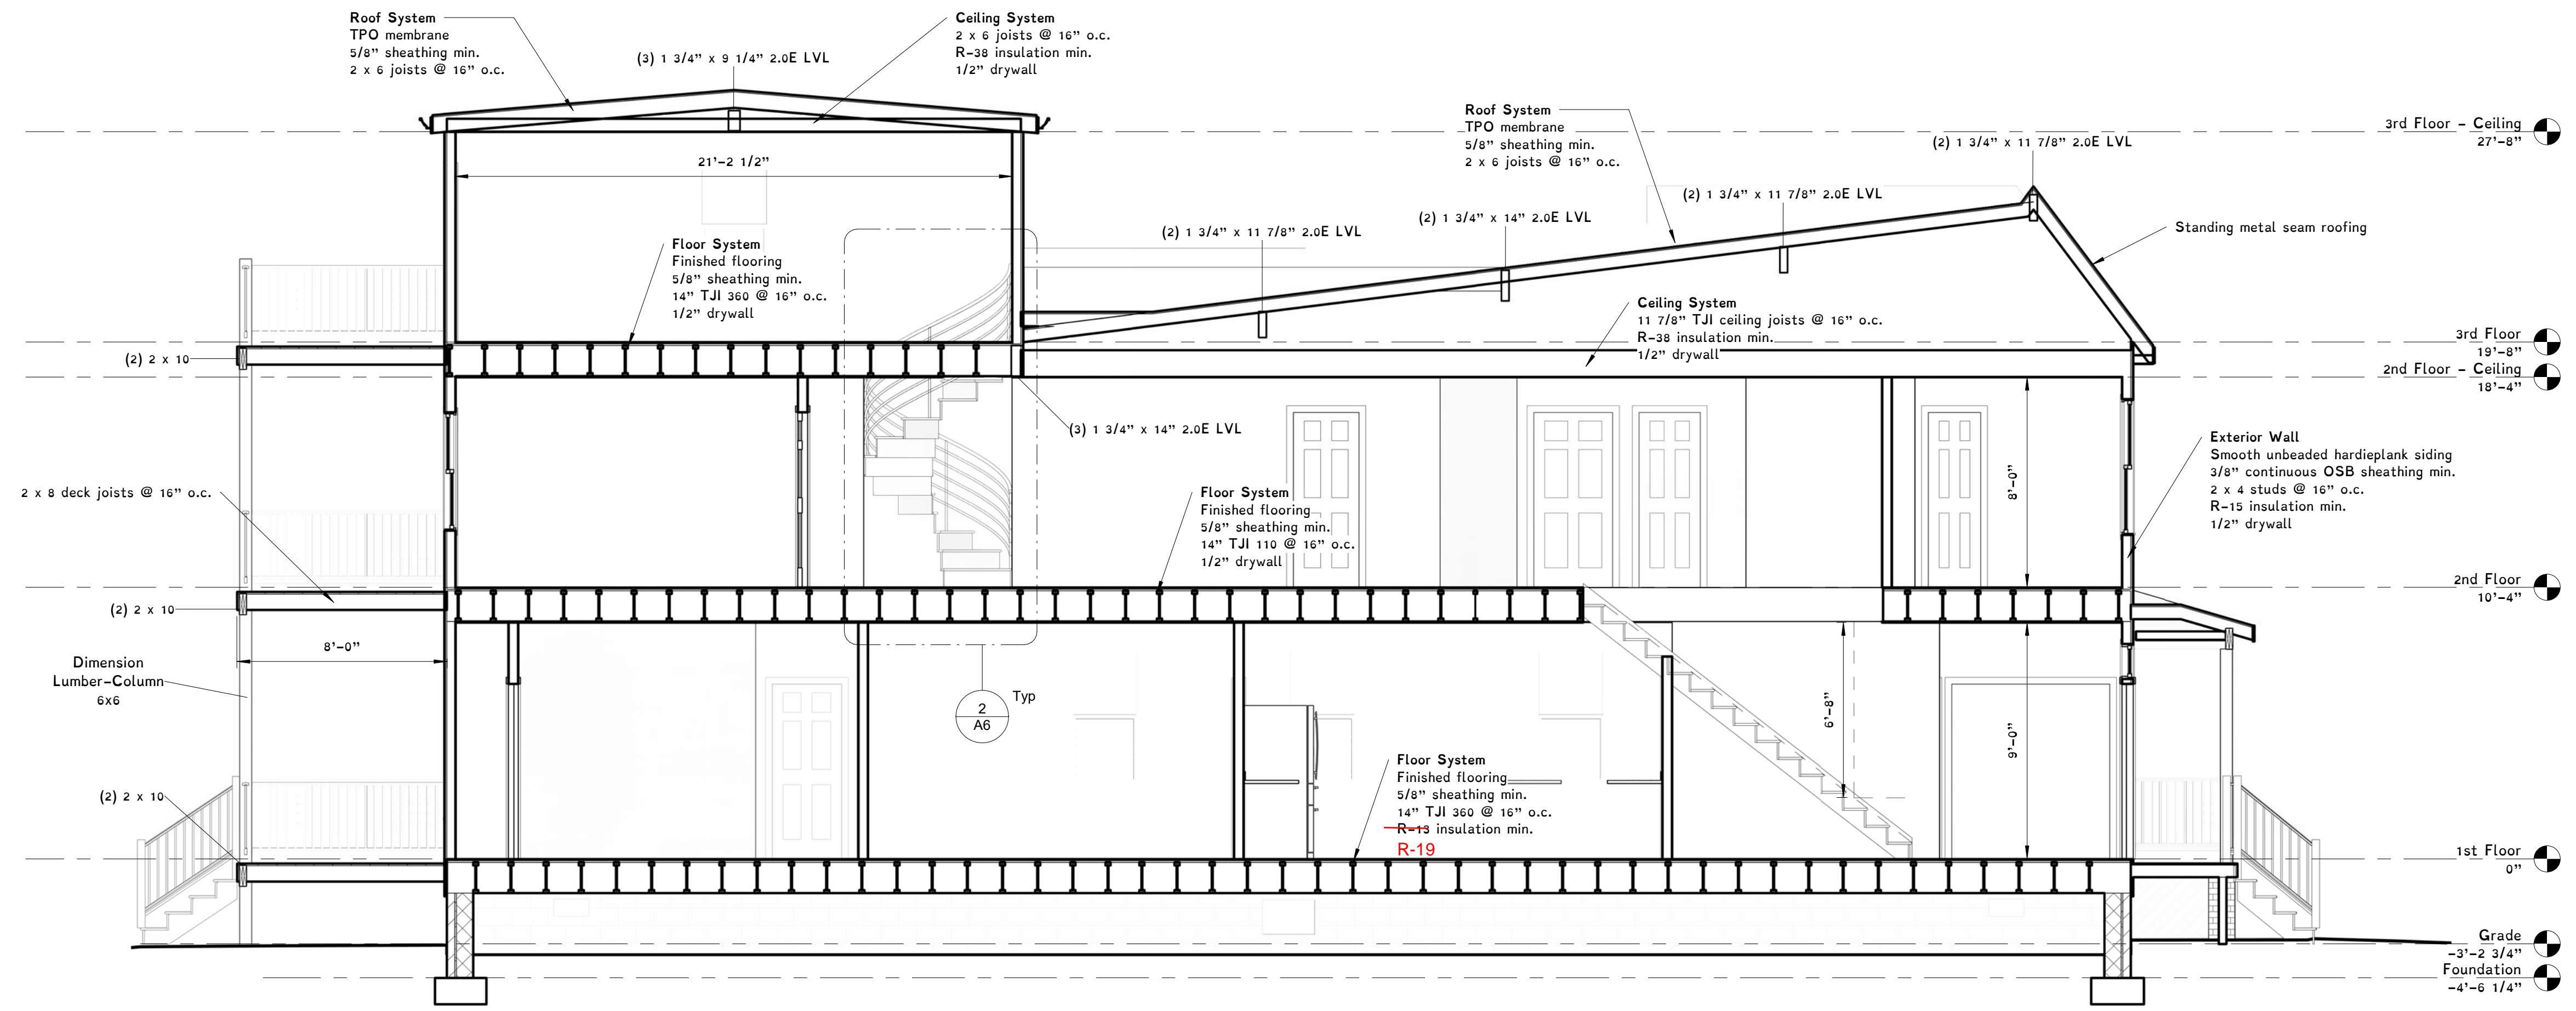 Roof System
TPO membrane
5/8" sheathing min.
2 x 6 joists @ 16" o.c.
(3) 1 3/4" x 9 1/4" 2.0E LVL
Ceiling System
2 x 6 joists @ 16" o.c.
R-38 insulation min.
1/2" drywall
Roof System
TPO membrane
5/8" sheathing min.
2 x 6 joists @ 16" o.c.
3rd Floor - Ceiling
27'-8"
(2) 1 3/4" x 11 7/8" 2.0E LVL
21'-2 1/2"
(2) 1 3/4" x 11 7/8" 2.0E LVL
(2) 1 3/4" x 14" 2.0E LVL
(2) 1 3/4" x 11 7/8" 2.0E LVL
Standing metal seam roofing
Floor System
Finished flooring
5/8" sheathing min.
14" TJI 360 @ 16" o.c.
1/2" drywall
Ceiling System
11 7/8" TJI ceiling joists @ 16" o.c.
R-38 insulation min.
1/2" drywall
3rd Floor
19'-8"
(2) 2 x 10
2nd Floor - Ceiling
18'-4"
(3) 1 3/4" x 14" 2.0E LVL
Exterior Wall
Smooth unbeaded hardieplank siding
3/8" continuous OSB sheathing min.
2 x 4 studs @ 16" o.c.
R-15 insulation min.
1/2" drywall
8'-0"
2 x 8 deck joists @ 16" o.c.
Floor System
Finished flooring
5/8" sheathing min.
14" TJI 110 @ 16" o.c.
1/2" drywall
2nd Floor
10'-4"
(2) 2 x 10
8'-0"
Dimension
Lumber-Column
6x6
2
A6
Typ
6'-8"
9'-0"
Floor System
Finished flooring
5/8" sheathing min.
14" TJI 360 @ 16" o.c.
R-13 insulation min.
R-19
(2) 2 x 10
1st Floor
0"
Grade
-3'-2 3/4"
Foundation
-4'-6 1/4"